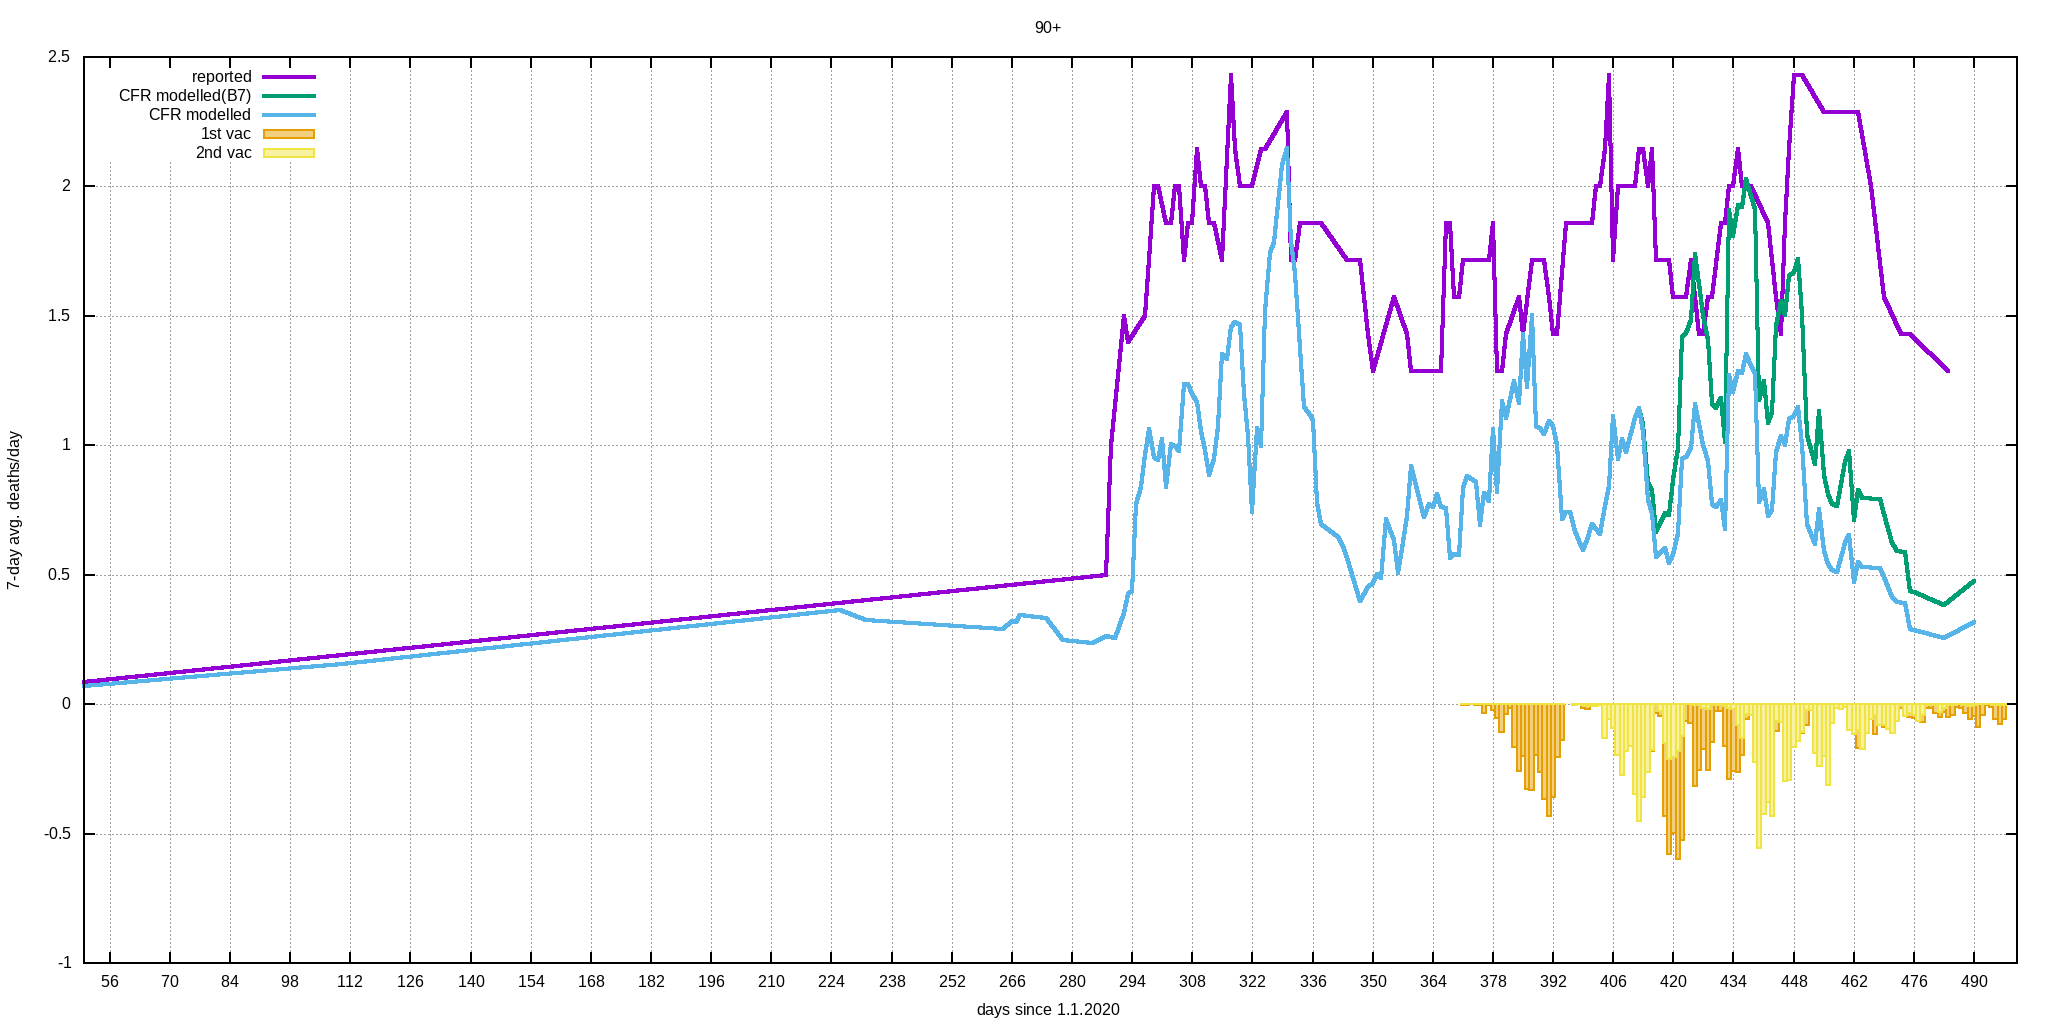 90+
reported
CFR modelled(B7)
CFR modelled
1st vac
2nd vac
7-day avg. deaths/day
2.5
2
1.5
1
0.5
0
-0.5
-1
56 70 84 98 112 126 140 154 168 182 196 210 224 238 252 266 280 294 308 322 336 350 364 378 392 406 420 434 448 462 476 490
days since 1.1.2020